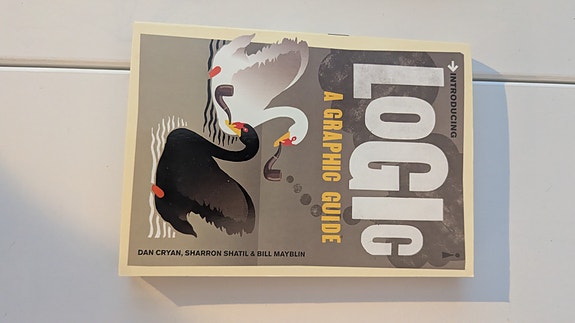 INTRODUCING
LOGIC
A GRAPHIC GUIDE
DAN CRYAN, SHARRON SHATIL & BILL MAYBLIN